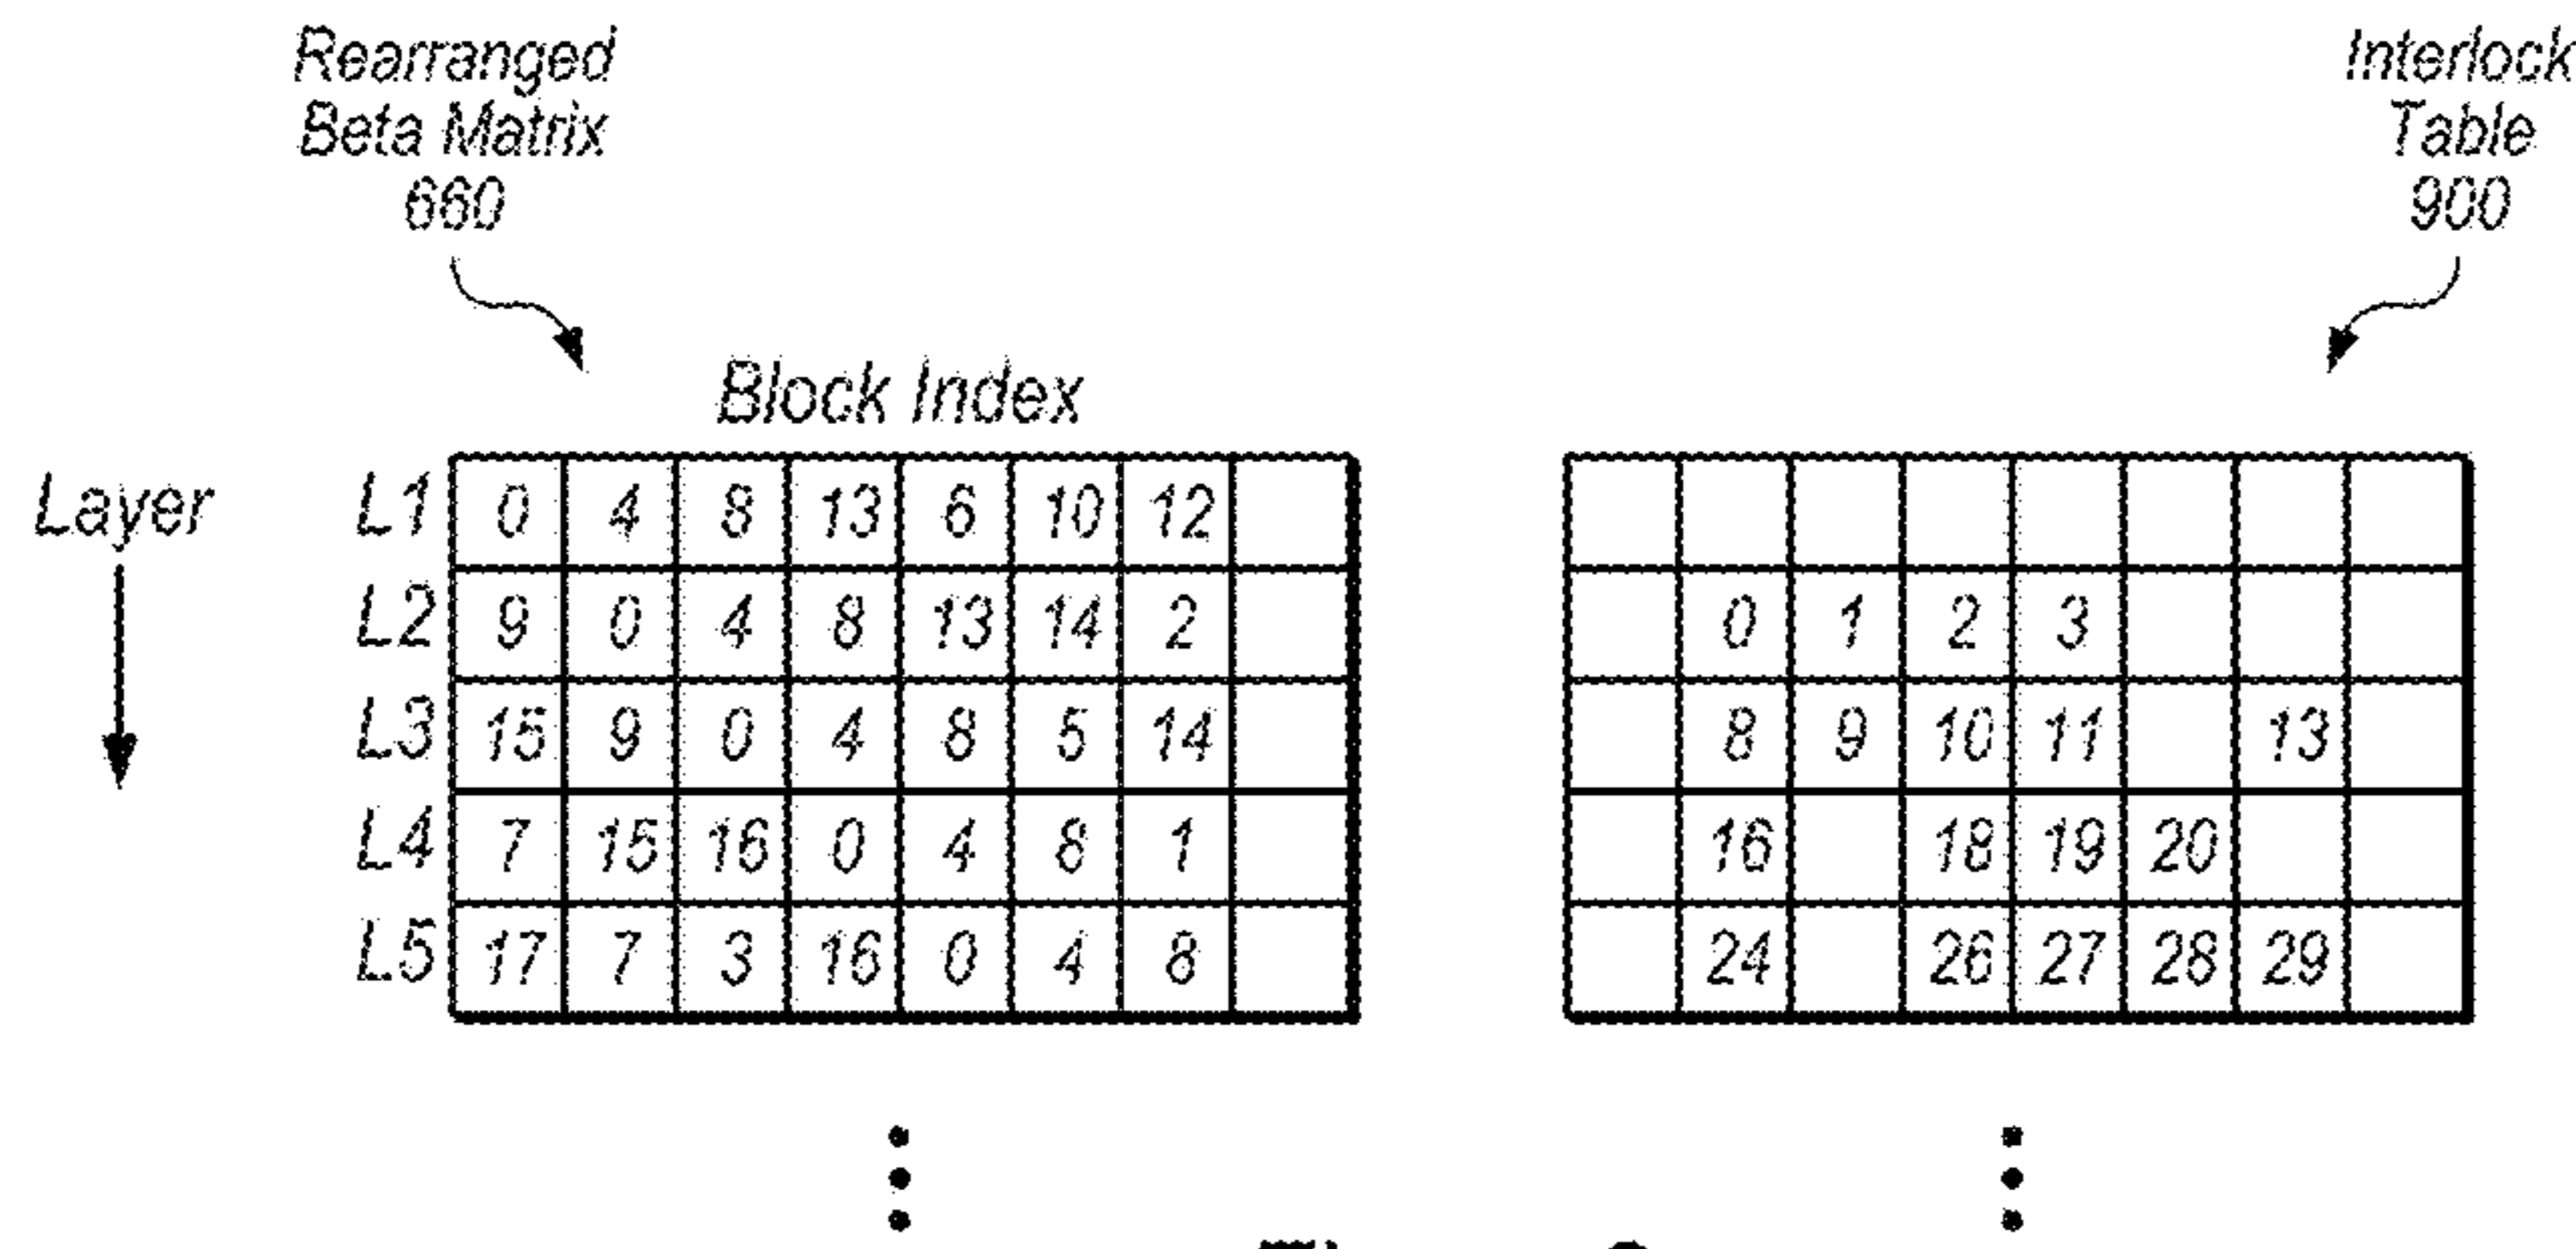 Rearranged
Beta Matrix
660
Interlock
Table
900
Block Index
Layer
L1 0 4 8 13 6 10 12
L2 9 0 4 8 13 14 2
0 1 2 3
L3 15 9 0 4 8 5 14
8 9 10 11 13
L4 7 15 16 0 4 8 1
16 18 19 20
L5 17 7 3 16 0 4 8
24 26 27 28 29